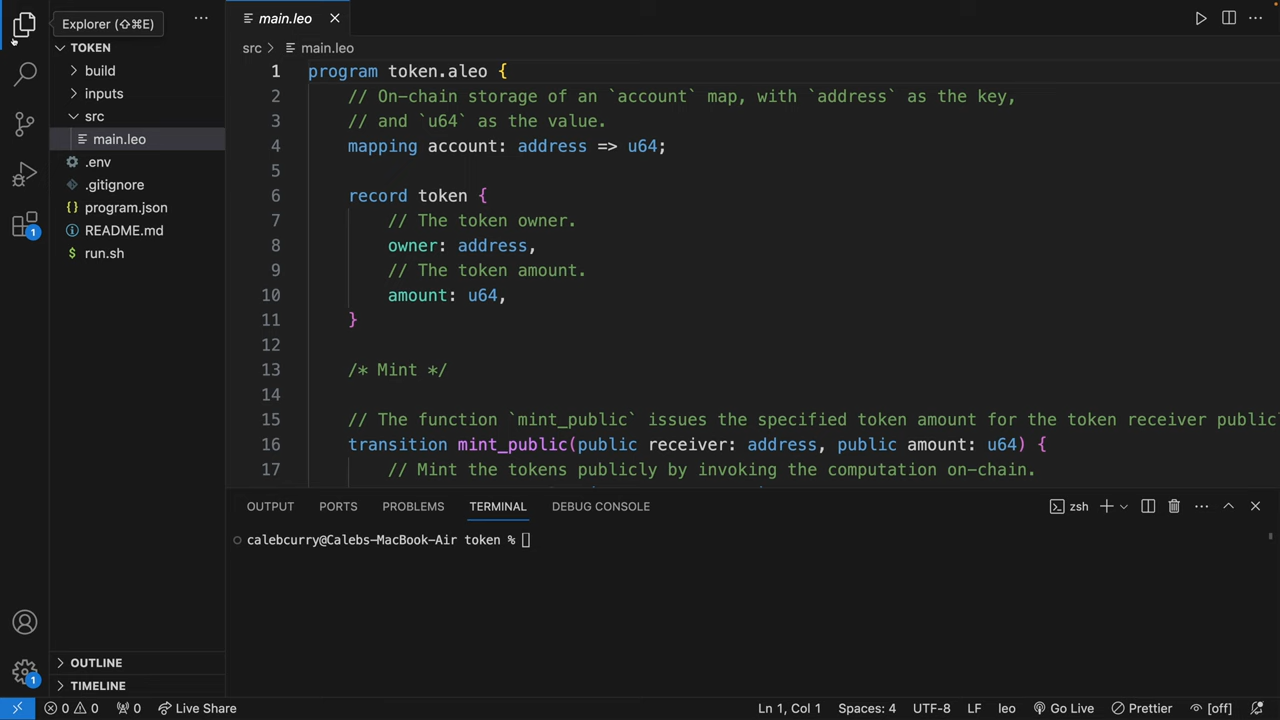 Explorer (⇧⌘E)
TOKEN
build
inputs
src
main.leo
.env
.gitignore
program.json
README.md
run.sh
OUTLINE
TIMELINE
main.leo
src > main.leo
1 program token.aleo {
2 // On-chain storage of an `account` map, with `address` as the key,
3 // and `u64` as the value.
4 mapping account: address => u64;
5
6 record token {
7 // The token owner.
8 owner: address,
9 // The token amount.
10 amount: u64,
11 }
12
13 /* Mint */
14
15 // The function `mint_public` issues the specified token amount for the token receiver public
16 transition mint_public(public receiver: address, public amount: u64) {
17 // Mint the tokens publicly by invoking the computation on-chain.
OUTPUT PORTS PROBLEMS TERMINAL DEBUG CONSOLE zsh
calebcurry@Calebs-MacBook-Air token %
1
1
0 0 0 Live Share Ln 1, Col 1 Spaces: 4 UTF-8 LF leo Go Live Prettier [off]